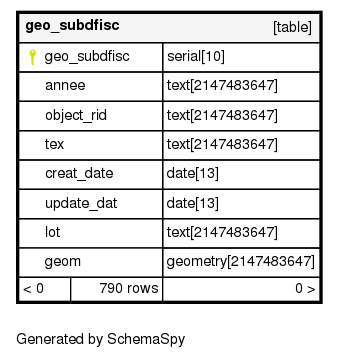 geo_subdfisc [table]
geo_subdfisc serial[10]
annee text[2147483647]
object_rid text[2147483647]
tex text[2147483647]
creat_date date[13]
update_dat date[13]
lot text[2147483647]
geom geometry[2147483647]
< 0 790 rows 0 >
Generated by SchemaSpy